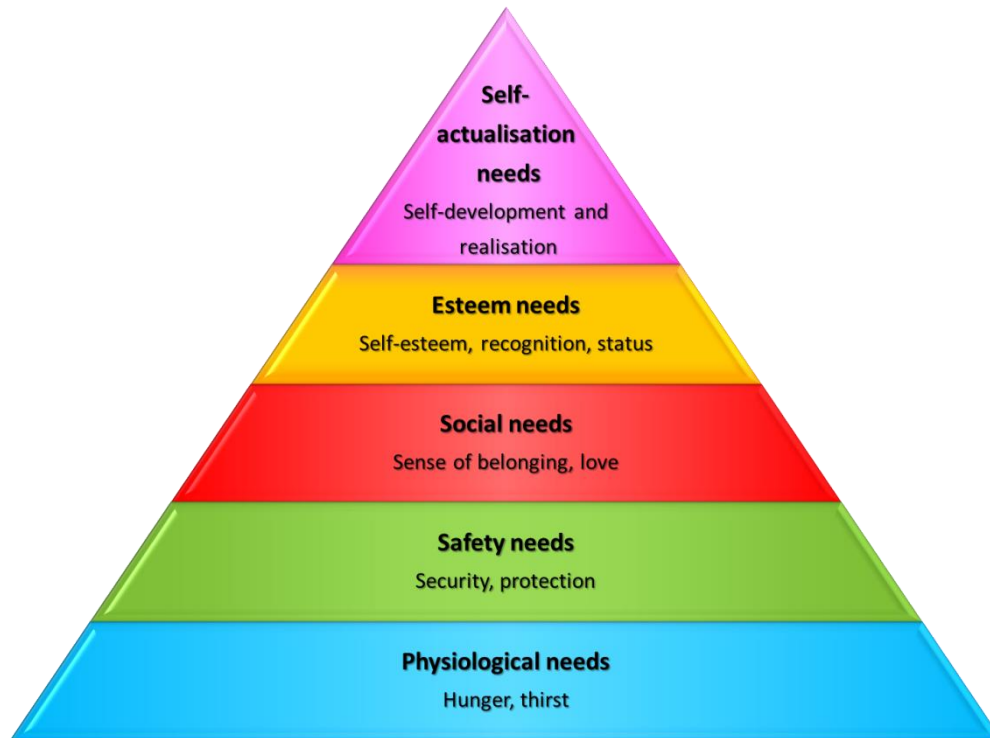 Self-
actualisation
needs
Self-development and
realisation
Esteem needs
Self-esteem, recognition, status
Social needs
Sense of belonging, love
Safety needs
Security, protection
Physiological needs
Hunger, thirst